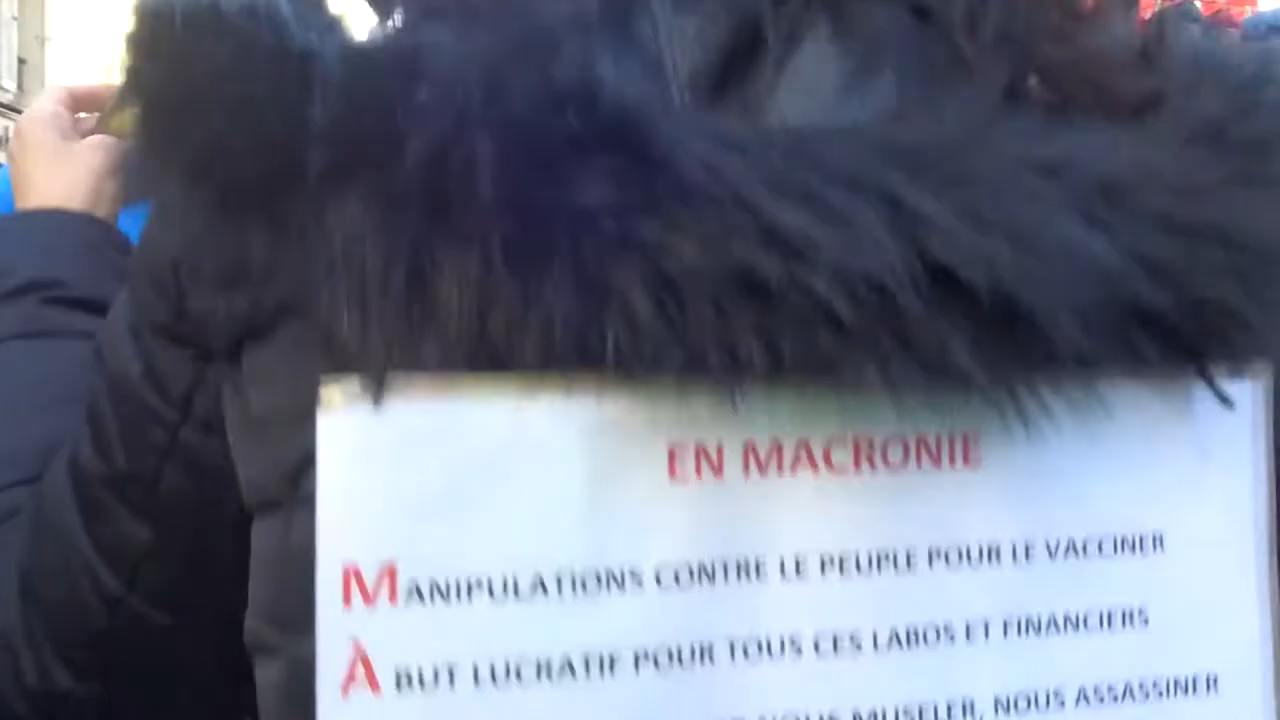 EN MACRONIE
MANIPULATIONS CONTRE LE PEUPLE POUR LE VACCINER
A BUT LUCRATIF POUR TOUS CES LABOS ET FINANCIERS
NOUS MUSELER, NOUS ASSASSINER